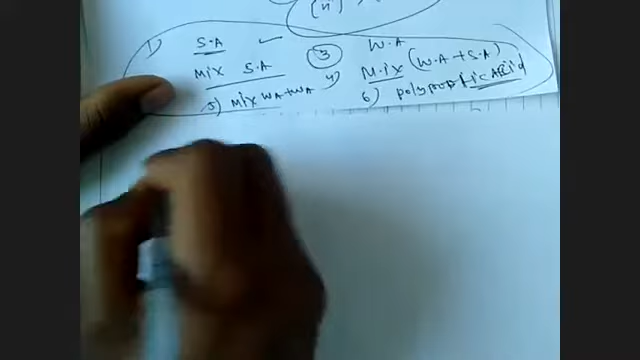 [H]
1) S.A ③ W.A
Mix S.A 4) Mix (W.A + S.A)
5) Mix WA + WA 6) polyprotic Acid